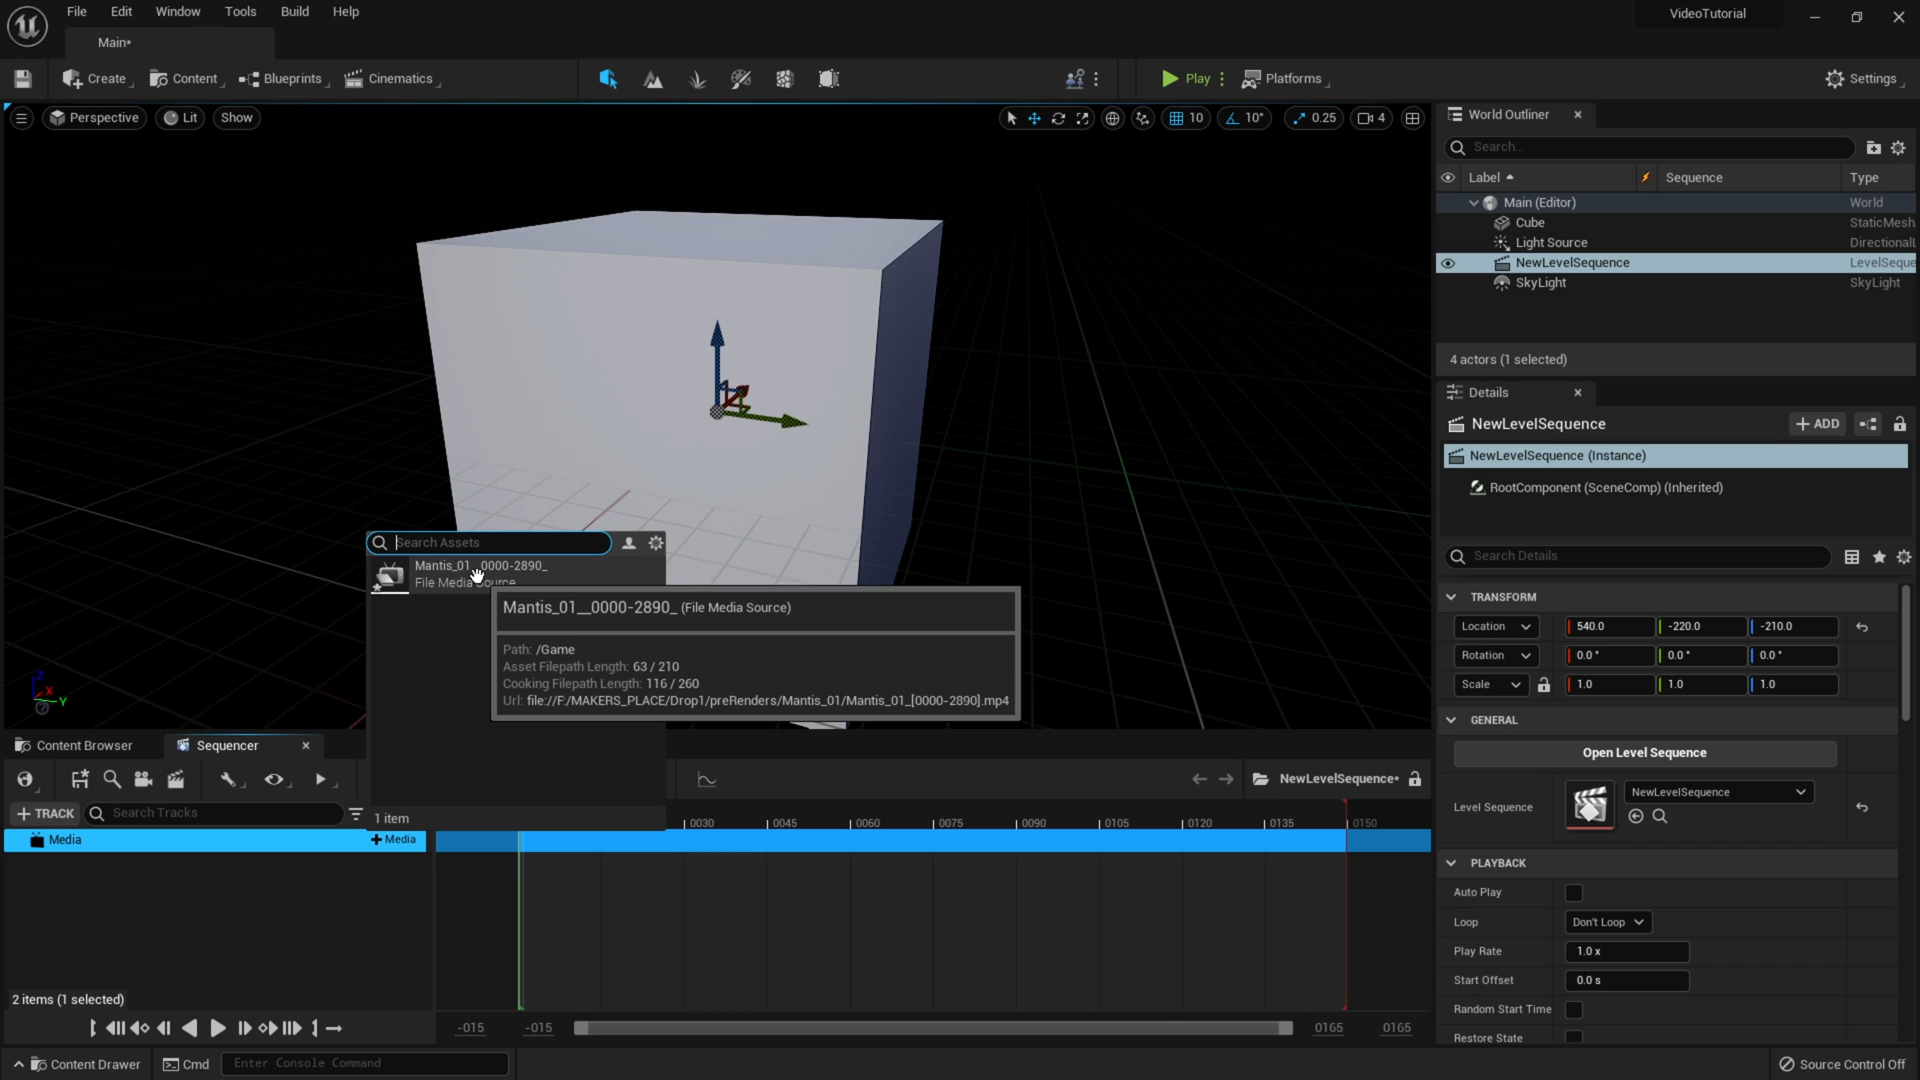 File Edit Window Tools Build Help
VideoTutorial
Main*
Create Content Blueprints Cinematics Play Platforms Settings
Perspective Lit Show 10 10° 0.25 4
World Outliner
Search...
Label Sequence Type
Main (Editor) World
Cube StaticMesh
Light Source DirectionalL
NewLevelSequence LevelSeque
SkyLight SkyLight
4 actors (1 selected)
Details
NewLevelSequence + ADD
NewLevelSequence (Instance)
RootComponent (SceneComp) (Inherited)
Search Details
TRANSFORM
Location 540.0 -220.0 -210.0
Rotation 0.0 ° 0.0 ° 0.0 °
Scale 1.0 1.0 1.0
GENERAL
Open Level Sequence
Level Sequence NewLevelSequence
PLAYBACK
Auto Play
Loop Don't Loop
Play Rate 1.0 x
Start Offset 0.0 s
Random Start Time
Restore State
Search Assets
Mantis_01__0000-2890_
File Media Source
Mantis_01__0000-2890_ (File Media Source)
Path: /Game
Asset Filepath Length: 63 / 210
Cooking Filepath Length: 116 / 260
Url: file://F:/MAKERS_PLACE/Drop1/preRenders/Mantis_01/Mantis_01_[0000-2890].mp4
1 item
Z X Y
Content Browser Sequencer
NewLevelSequence*
+ TRACK Search Tracks
0030 0045 0060 0075 0090 0105 0120 0135 0150
Media + Media
2 items (1 selected)
-015 -015 0165 0165
Content Drawer Cmd Enter Console Command Source Control Off